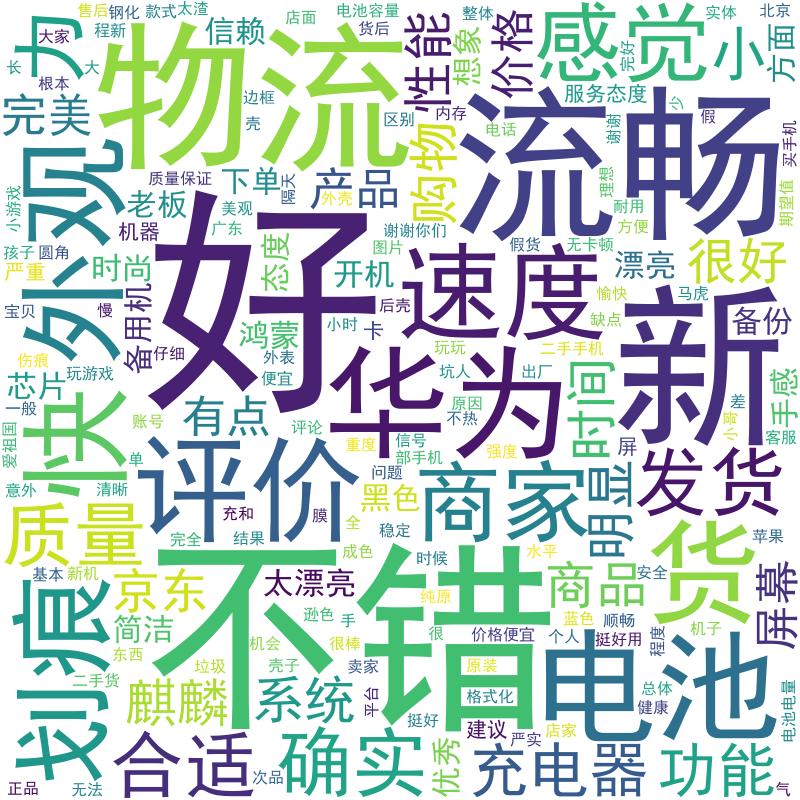 售后
钢化
款式
太渣
店面
电池容量
整体
实体
北京
大家
程新
信赖
货后
性能
想象
价格
感觉
小
方面
完好
力
长
大
根本
物流
边框
壳
区别
内存
服务态度
少
假
完美
购物
电话
流畅
谢谢
买手机
外观
质量保证
下单
隔天
产品
外壳
理想
耐用
期望值
小游戏
老板
美观
好
谢谢你们
方便
孩子
圆角
机器
广东
图片
假货
无卡顿
漂亮
很好
严重
时尚
态度
开机
速度
愉快
马虎
宝贝
慢
备用机
仔细
鸿蒙
小时
卡
后壳
缺点
新
备份
伤痕
玩游戏
外表
便宜
华为
玩玩
坑人
出厂
二手手机
芯片
一般
快
有点
原因
不热
时间
差
手感
爱祖国
账号
评论
重度
信号
部手机
强度
屏
客服
单
评价
问题
意外
清晰
充和
膜
黑色
商家
明显
发货
质量
全
稳定
完全
结果
成色
时候
水平
货
苹果
基本
新机
京东
不错
太漂亮
商品
安全
屏幕
划痕
简洁
逊色
手
纯原
蓝色
顺畅
很
价格便宜
个人
挺好用
程度
机子
东西
机会
很棒
垃圾
壳子
卖家
原装
电池
二手货
麒麟
系统
平台
格式化
总体
健康
电池电量
挺好
建议
店家
合适
确实
优秀
严实
充电器
功能
正品
无法
次品
气